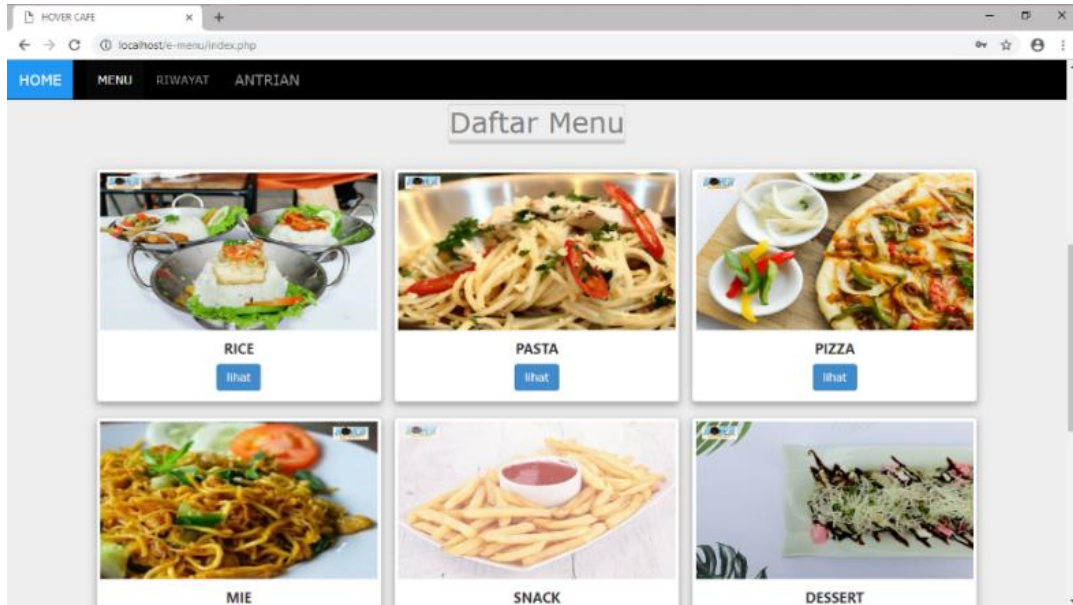 HOVER CAFE
localhost/e-menu/index.php
HOME MENU RIWAYAT ANTRIAN
Daftar Menu
RICE PASTA PIZZA
lihat lihat lihat
MIE SNACK DESSERT